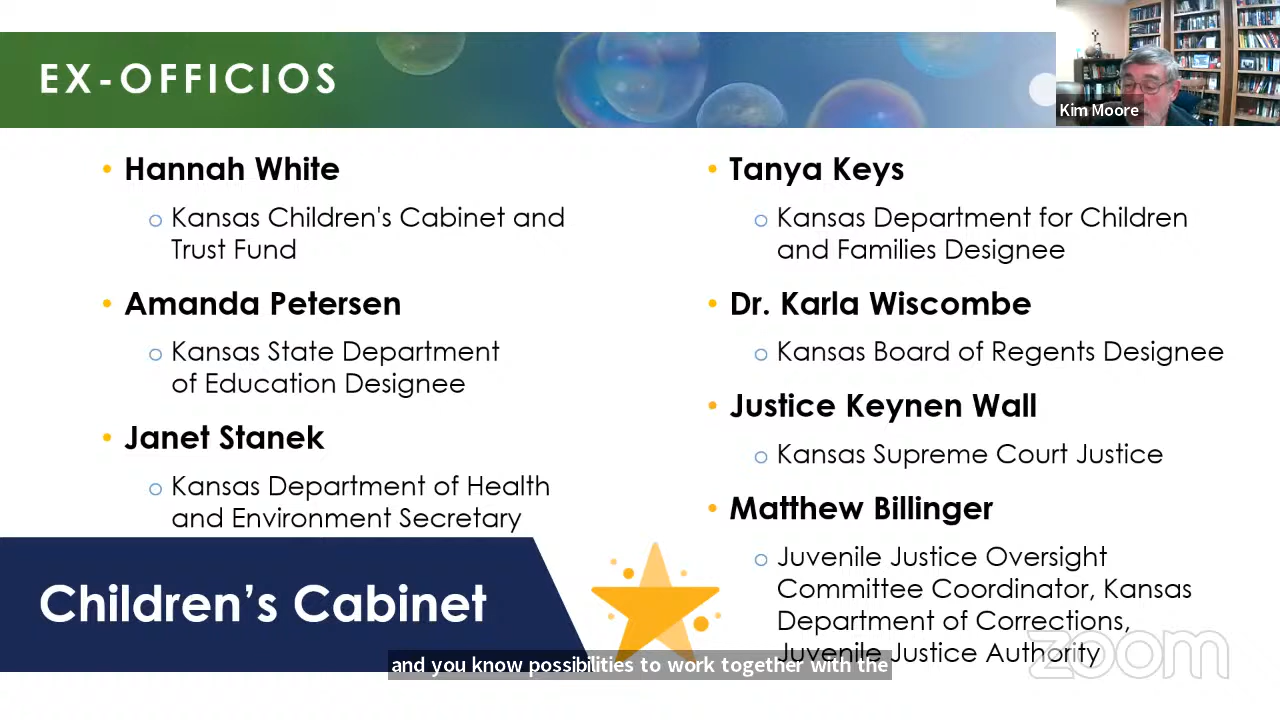 EX-OFFICIOS
Kim Moore
• Hannah White
o Kansas Children's Cabinet and
Trust Fund
• Amanda Petersen
o Kansas State Department
of Education Designee
• Janet Stanek
o Kansas Department of Health
and Environment Secretary
• Tanya Keys
o Kansas Department for Children
and Families Designee
• Dr. Karla Wiscombe
o Kansas Board of Regents Designee
• Justice Keynen Wall
o Kansas Supreme Court Justice
• Matthew Billinger
o Juvenile Justice Oversight
Committee Coordinator, Kansas
Department of Corrections,
Juvenile Justice Authority
Children’s Cabinet
zoom
and you know possibilities to work together with the